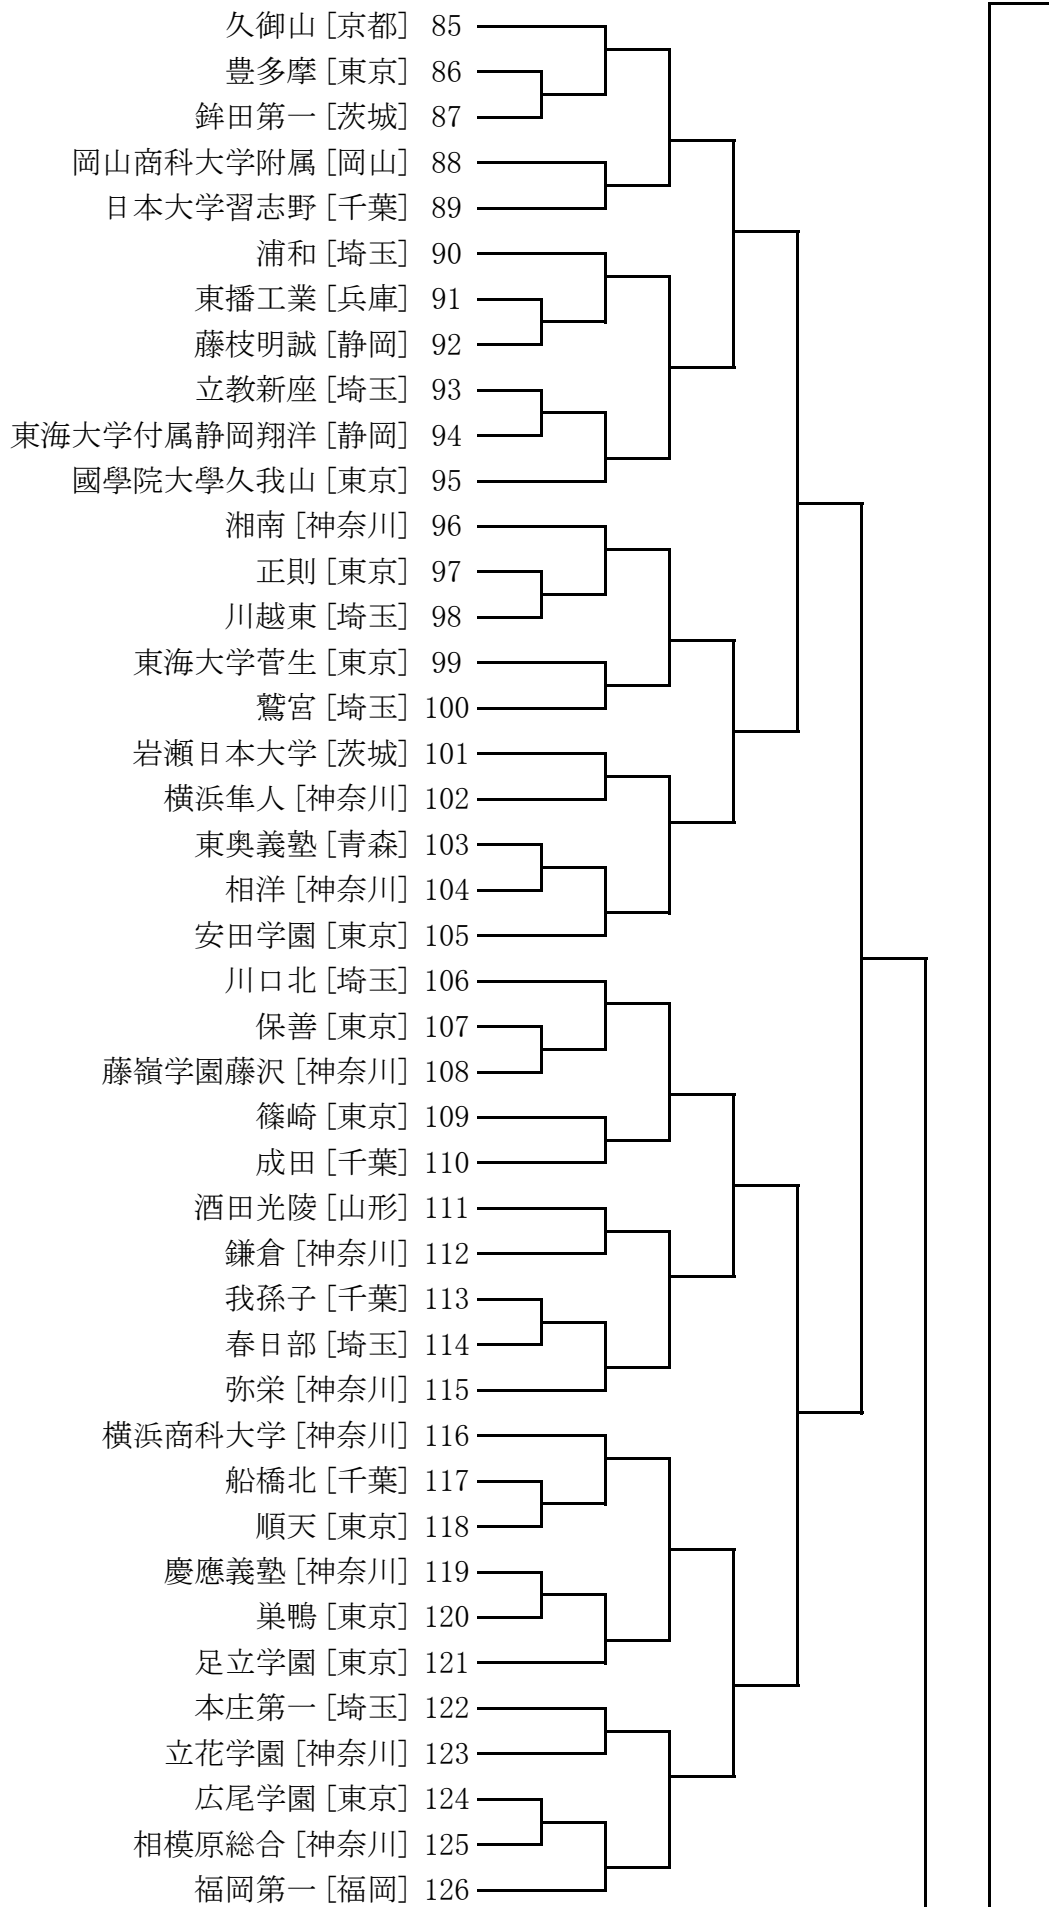 久御山 [京都] 85
豊多摩 [東京] 86
鉾田第一 [茨城] 87
岡山商科大学附属 [岡山] 88
日本大学習志野 [千葉] 89
浦和 [埼玉] 90
東播工業 [兵庫] 91
藤枝明誠 [静岡] 92
立教新座 [埼玉] 93
東海大学付属静岡翔洋 [静岡] 94
國學院大學久我山 [東京] 95
湘南 [神奈川] 96
正則 [東京] 97
川越東 [埼玉] 98
東海大学菅生 [東京] 99
鷲宮 [埼玉] 100
岩瀬日本大学 [茨城] 101
横浜隼人 [神奈川] 102
東奥義塾 [青森] 103
相洋 [神奈川] 104
安田学園 [東京] 105
川口北 [埼玉] 106
保善 [東京] 107
藤嶺学園藤沢 [神奈川] 108
篠崎 [東京] 109
成田 [千葉] 110
酒田光陵 [山形] 111
鎌倉 [神奈川] 112
我孫子 [千葉] 113
春日部 [埼玉] 114
弥栄 [神奈川] 115
横浜商科大学 [神奈川] 116
船橋北 [千葉] 117
順天 [東京] 118
慶應義塾 [神奈川] 119
巣鴨 [東京] 120
足立学園 [東京] 121
本庄第一 [埼玉] 122
立花学園 [神奈川] 123
広尾学園 [東京] 124
相模原総合 [神奈川] 125
福岡第一 [福岡] 126